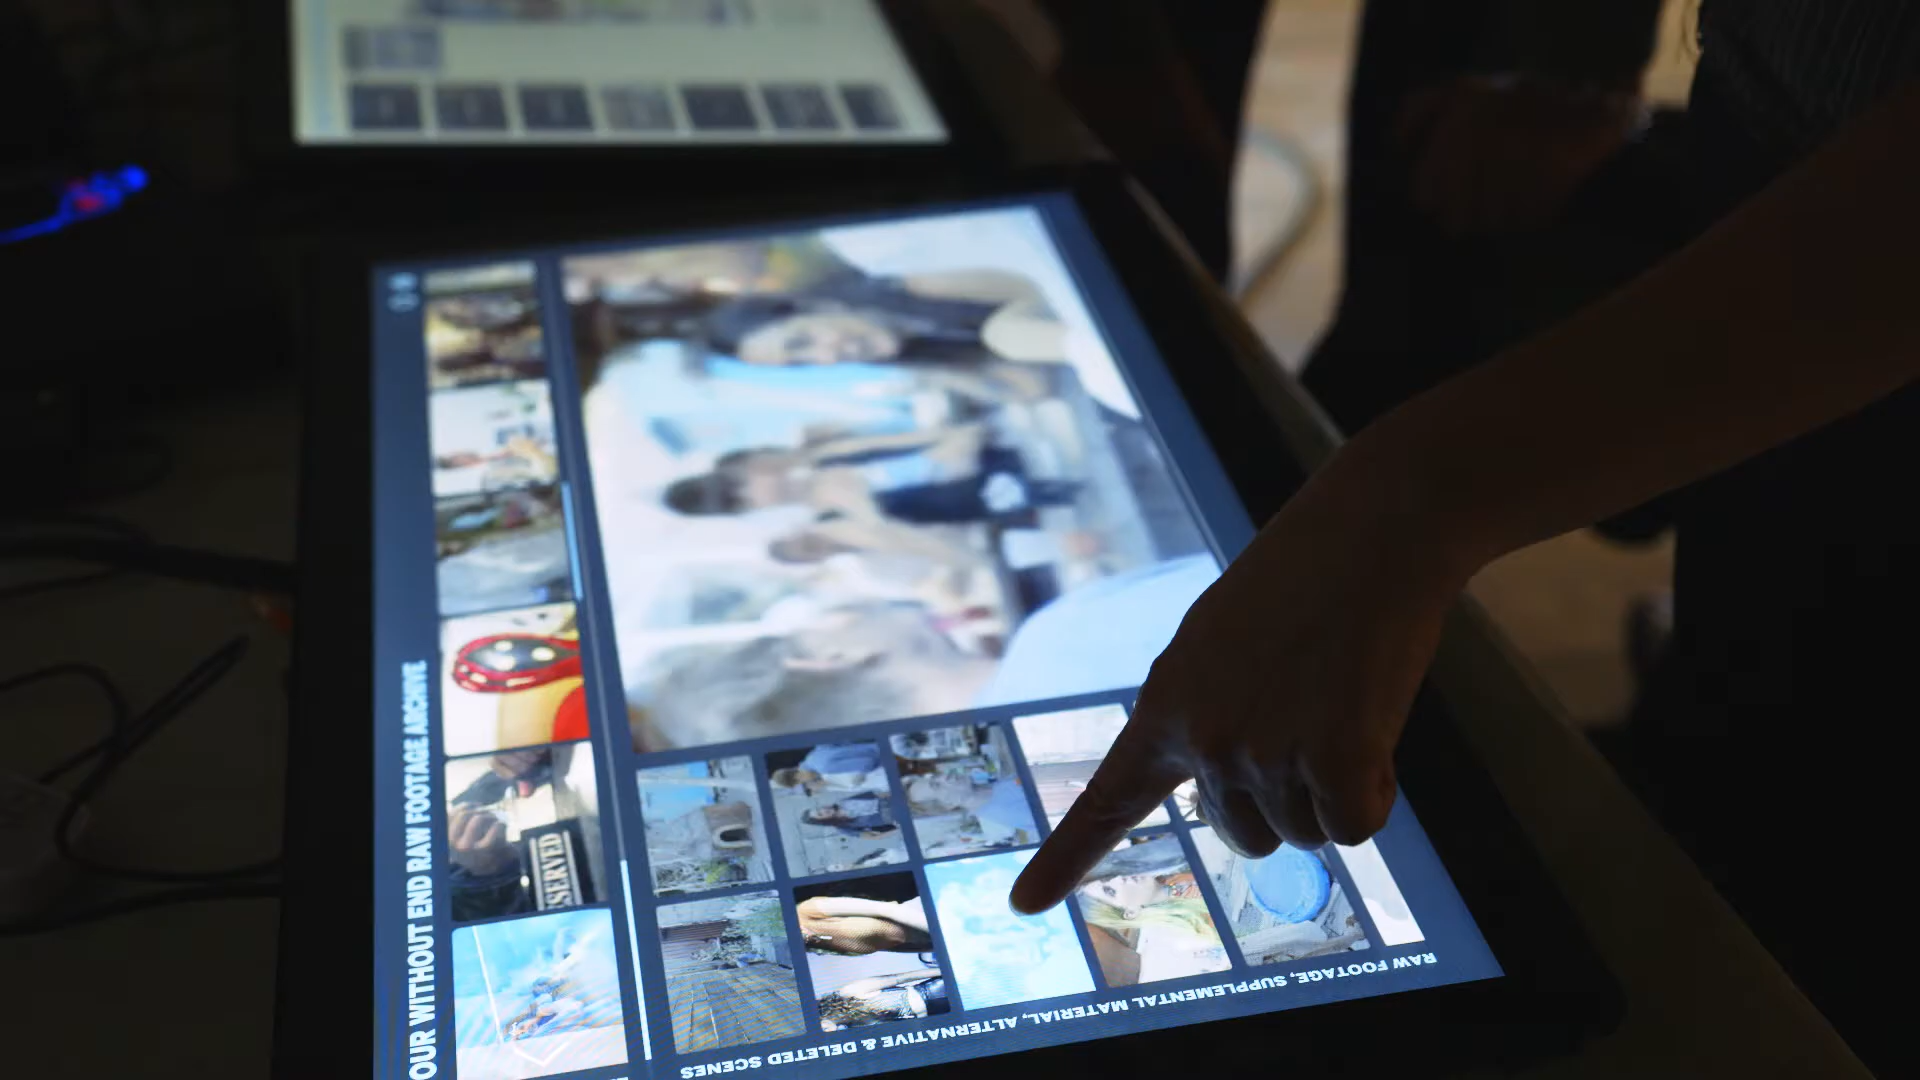 OUR WITHOUT END RAW FOOTAGE ARCHIVE
SERVED
RAW FOOTAGE, SUPPLEMENTAL MATERIAL, ALTERNATIVE & DELETED SCENES